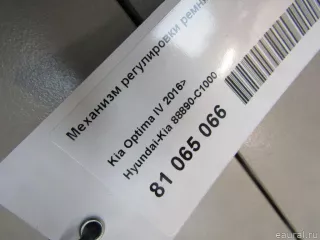 Механизм регулировки ремня
Kia Optima IV 2016>
Hyundai-Kia 88890-C1000
81 065 066
eaural.ru